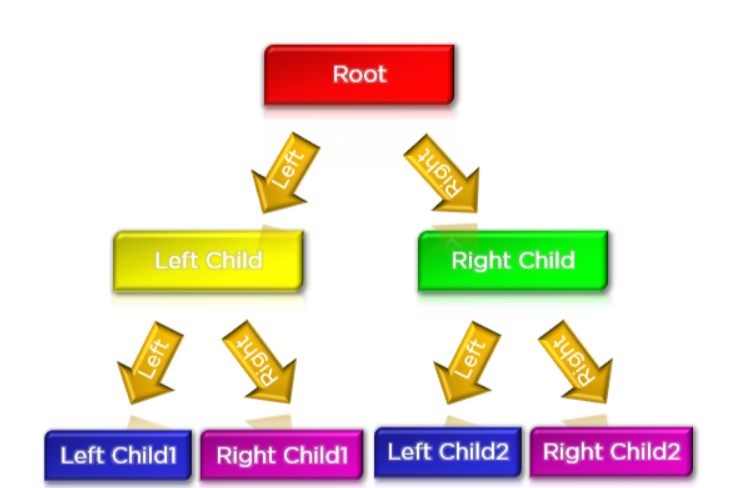 Root
Left
Right
Left Child
Right Child
Left
Right
Left
Right
Left Child1
Right Child1
Left Child2
Right Child2